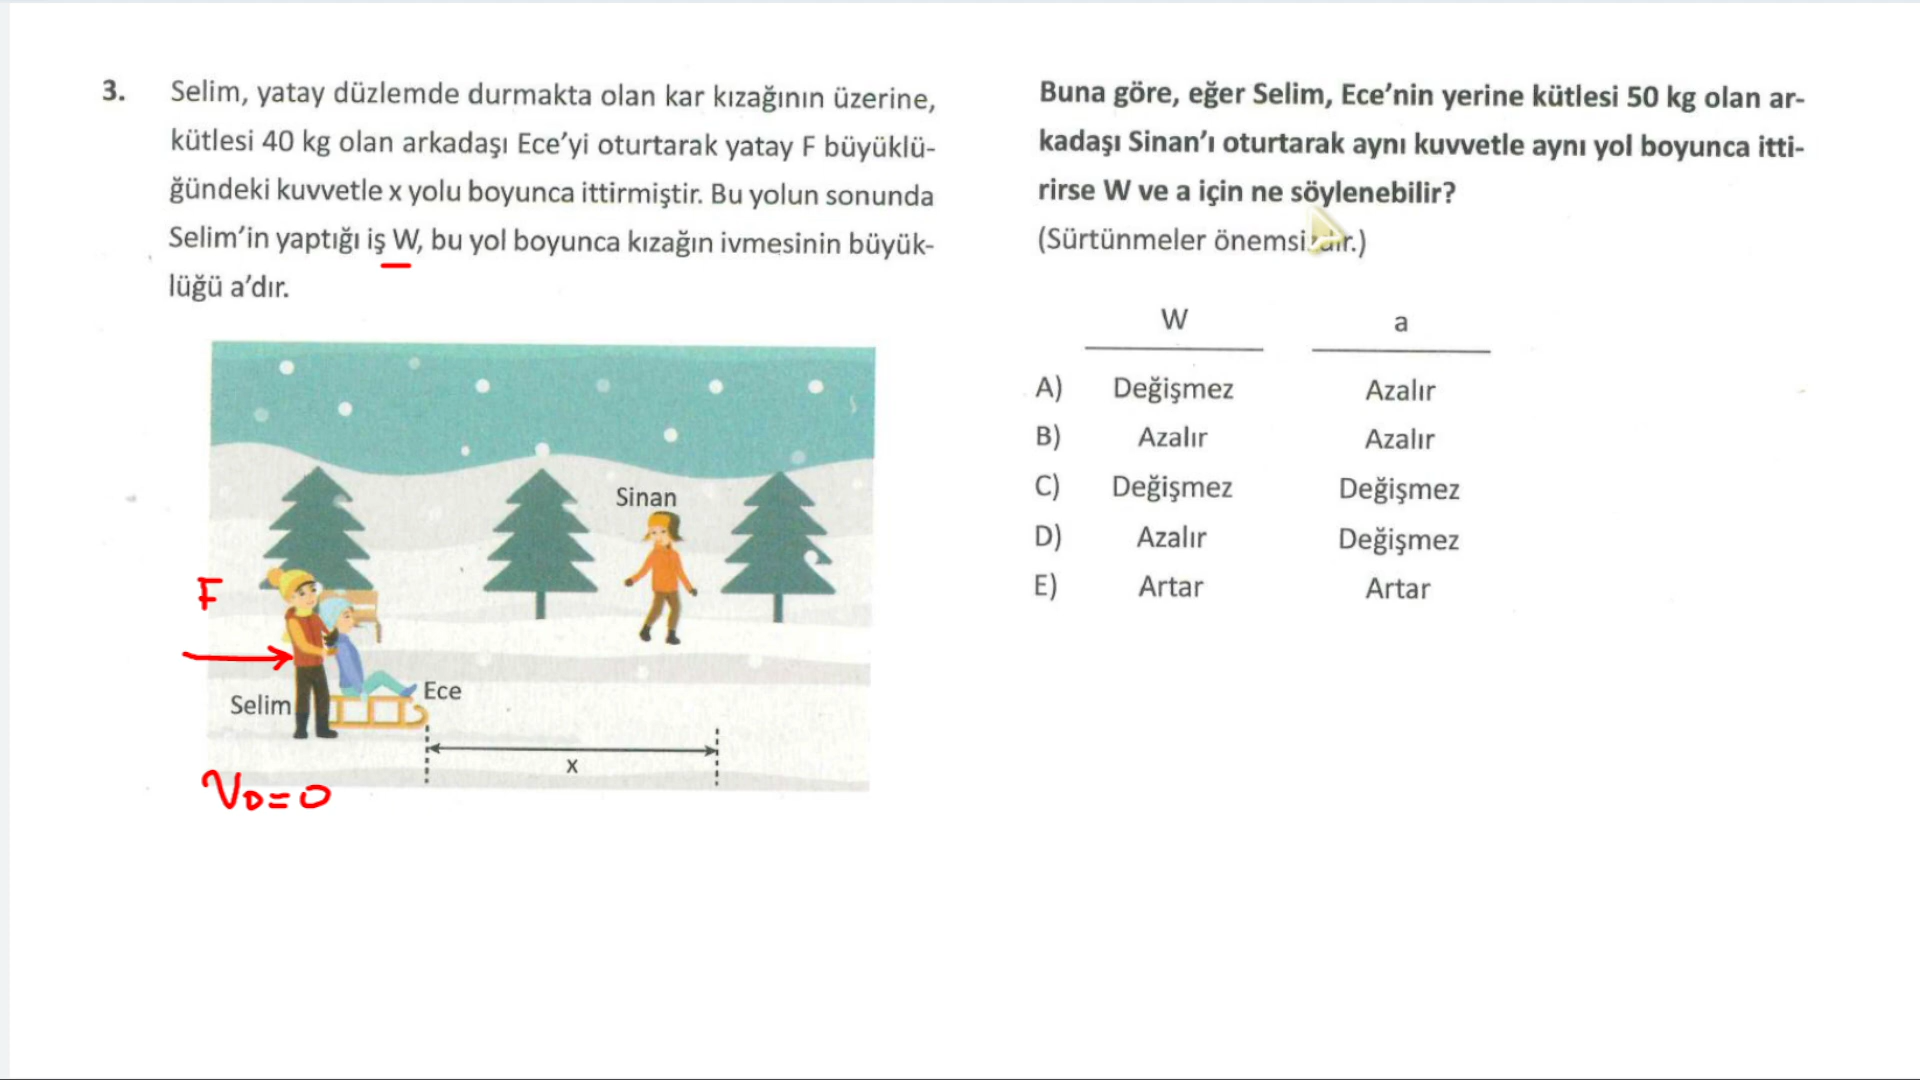 3. Selim, yatay düzlemde durmakta olan kar kızağının üzerine,
kütlesi 40 kg olan arkadaşı Ece'yi oturtarak yatay F büyüklü-
ğündeki kuvvetle x yolu boyunca ittirmiştir. Bu yolun sonunda
Selim'in yaptığı iş W, bu yol boyunca kızağın ivmesinin büyük-
lüğü a'dır.
Sinan
F
Selim
Ece
x
V₀=0
Buna göre, eğer Selim, Ece'nin yerine kütlesi 50 kg olan ar-
kadaşı Sinan'ı oturtarak aynı kuvvetle aynı yol boyunca itti-
rirse W ve a için ne söylenebilir?
(Sürtünmeler önemsizdir.)
W a
A) Değişmez Azalır
B) Azalır Azalır
C) Değişmez Değişmez
D) Azalır Değişmez
E) Artar Artar